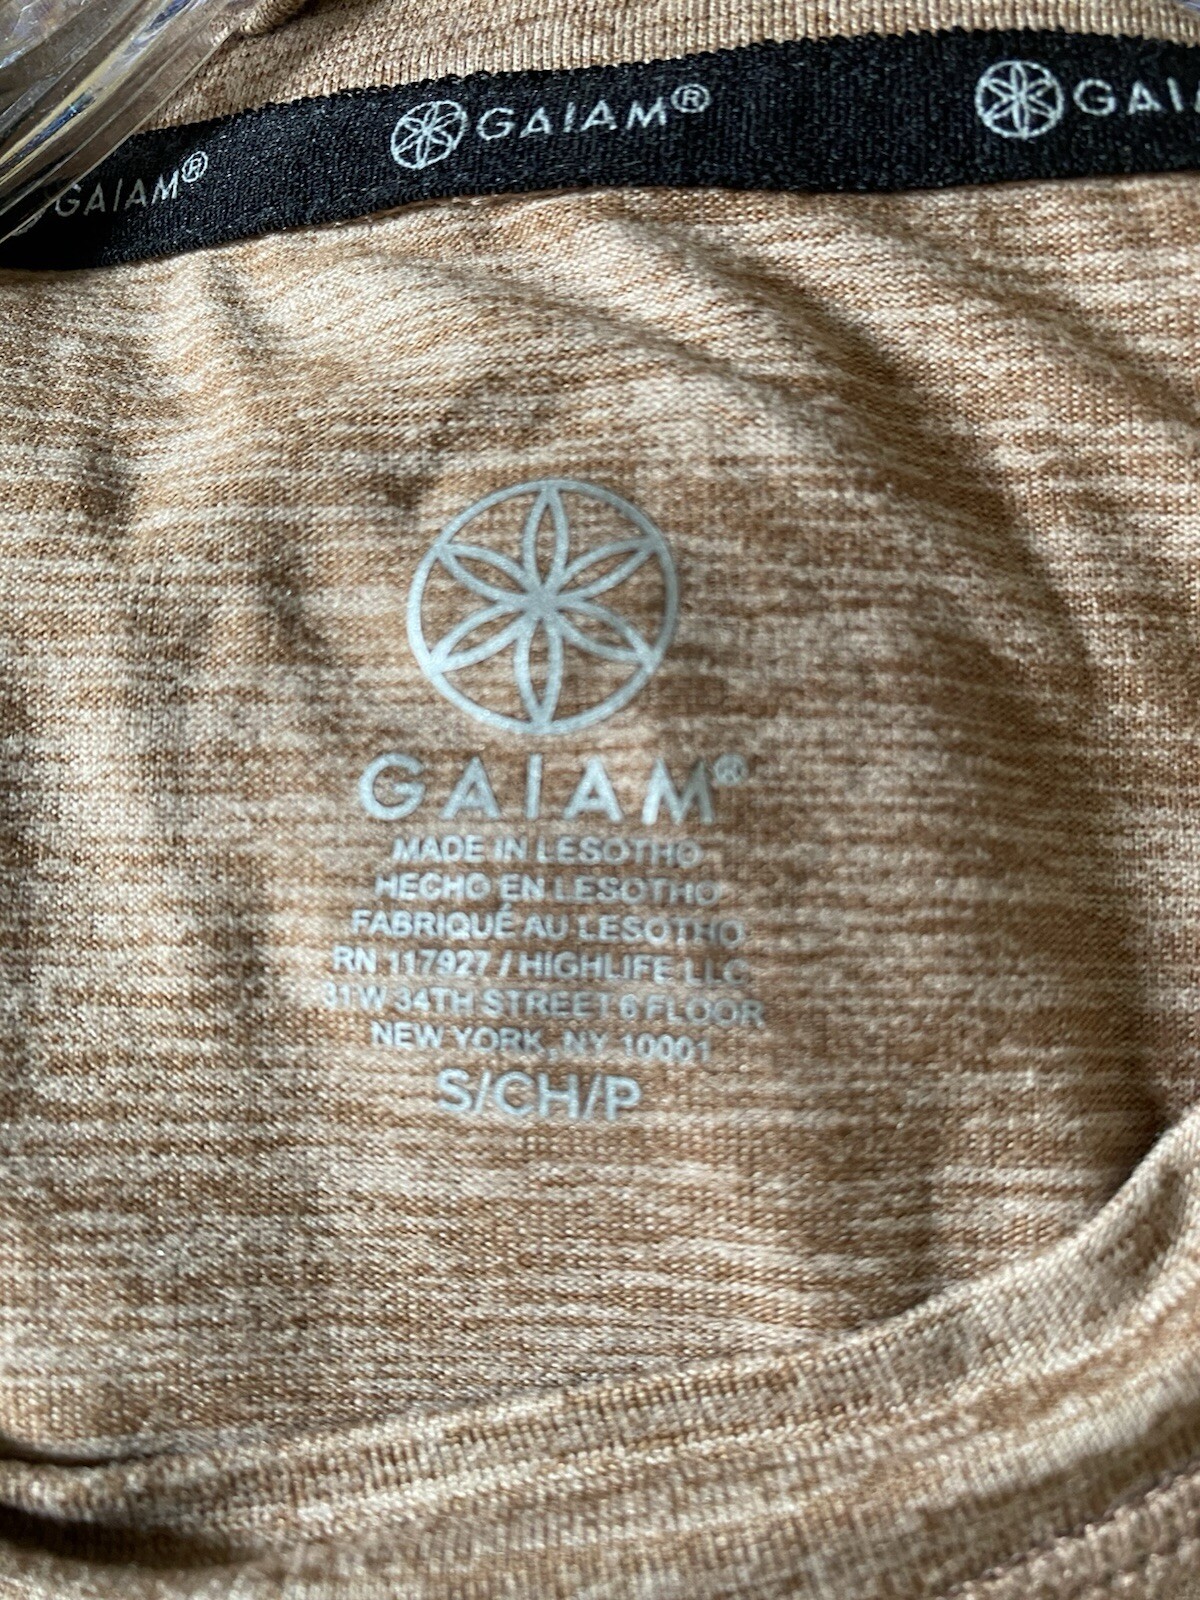 GAIAM® GAIAM® GAI
GAIAM®
MADE IN LESOTHO
HECHO EN LESOTHO
FABRIQUÉ AU LESOTHO
RN 117927 / HIGHLIFE LLC
31 W 34TH STREET 6 FLOOR
NEW YORK, NY 10001
S/CH/P